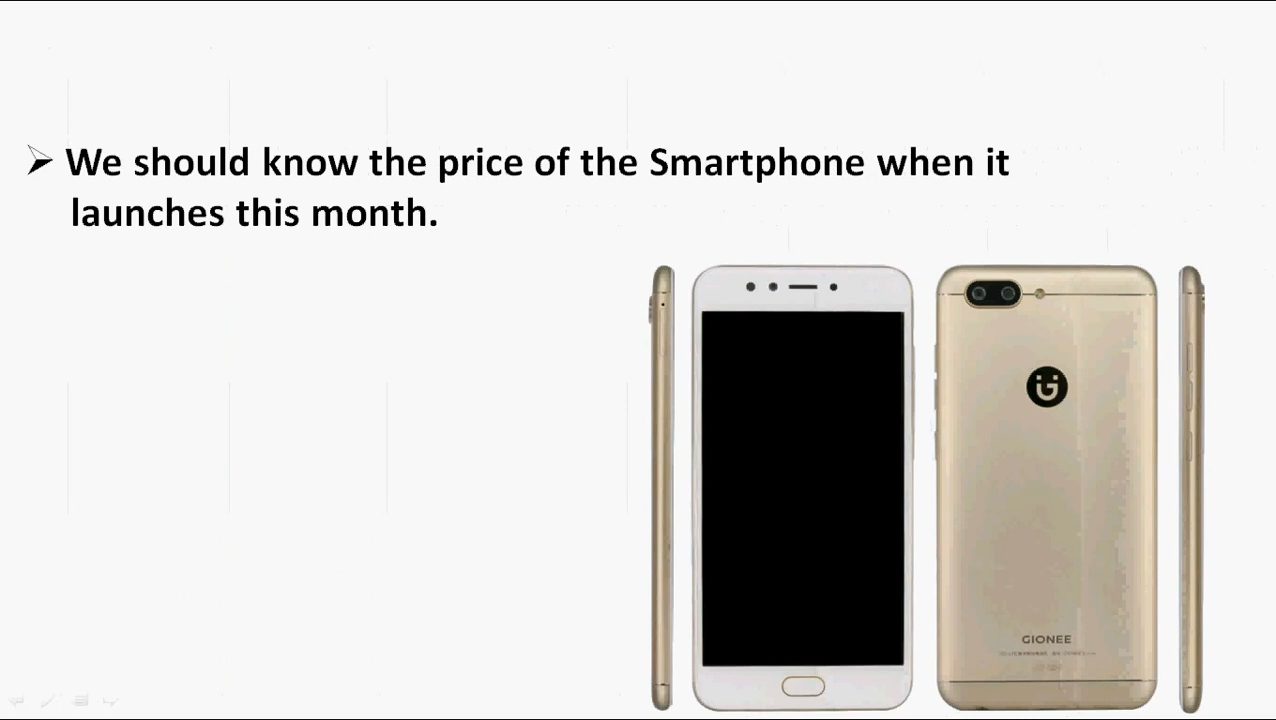 We should know the price of the Smartphone when it
launches this month.
GIONEE